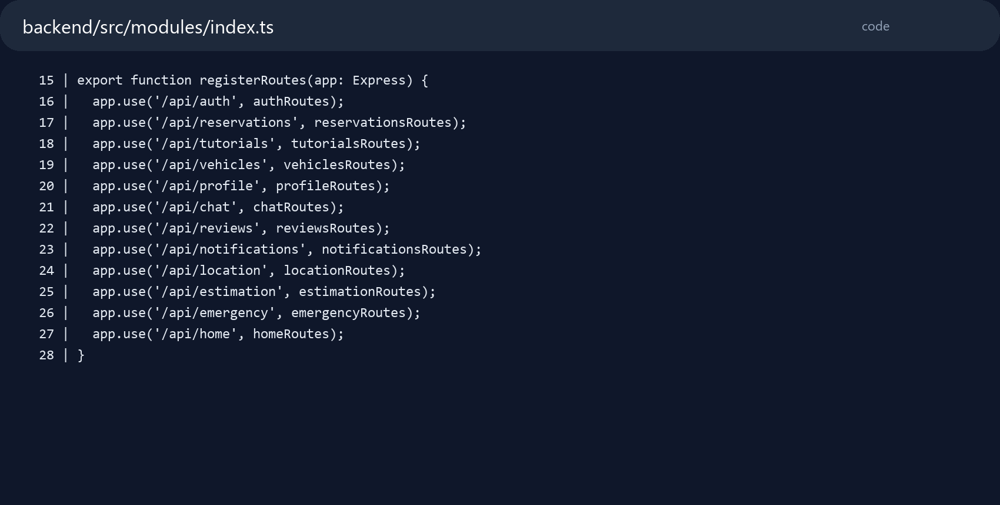 backend/src/modules/index.ts
code
15 | export function registerRoutes(app: Express) {
16 |   app.use('/api/auth', authRoutes);
17 |   app.use('/api/reservations', reservationsRoutes);
18 |   app.use('/api/tutorials', tutorialsRoutes);
19 |   app.use('/api/vehicles', vehiclesRoutes);
20 |   app.use('/api/profile', profileRoutes);
21 |   app.use('/api/chat', chatRoutes);
22 |   app.use('/api/reviews', reviewsRoutes);
23 |   app.use('/api/notifications', notificationsRoutes);
24 |   app.use('/api/location', locationRoutes);
25 |   app.use('/api/estimation', estimationRoutes);
26 |   app.use('/api/emergency', emergencyRoutes);
27 |   app.use('/api/home', homeRoutes);
28 | }